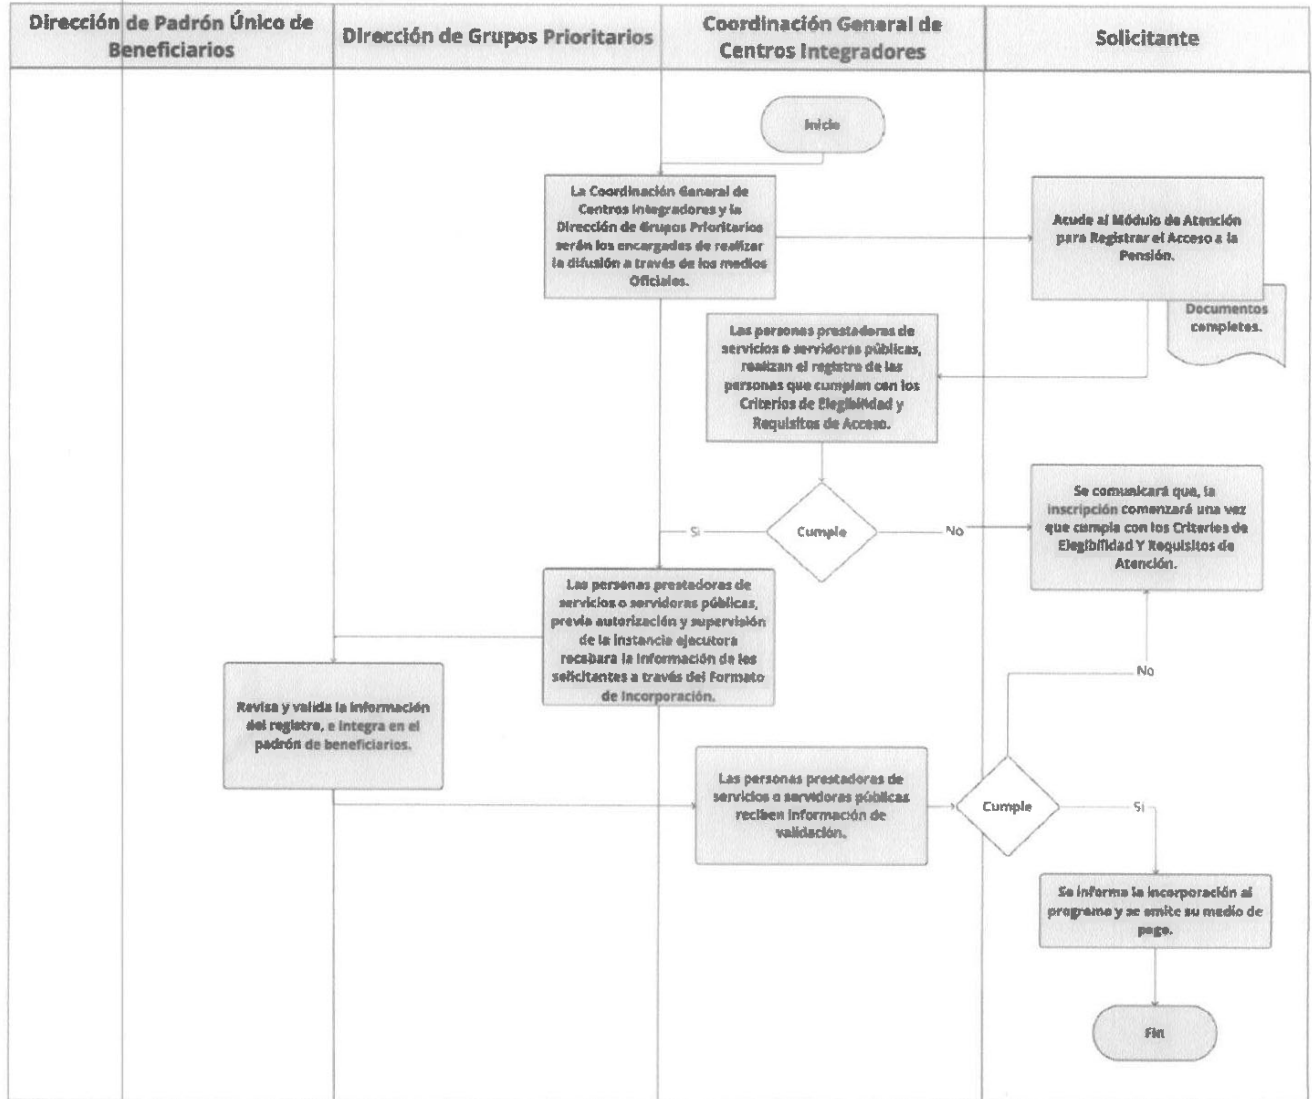 Dirección de Padrón Único de
Beneficiarios
Dirección de Grupos Prioritarios
Coordinación General de
Centros Integradores
Solicitante
Inicio
La Coordinación General de
Centros Integradores y la
Dirección de Grupos Prioritarios
serán los encargados de realizar
la difusión a través de los medios
Oficiales.
Acude al Módulo de Atención
para Registrar el Acceso a la
Pensión.
Documentos
completos.
Las personas prestadoras de
servicios o servidoras públicas,
realizan el registro de las
personas que cumplan con los
Criterios de Elegibilidad y
Requisitos de Acceso.
Cumple
Si
No
Se comunicará que, la
inscripción comenzará una vez
que cumpla con los Criterios de
Elegibilidad Y Requisitos de
Atención.
Las personas prestadoras de
servicios o servidoras públicas,
previa autorización y supervisión
de la instancia ejecutora
recabara la información de los
solicitantes a través del Formato
de Incorporación.
Revisa y valida la información
del registro, e integra en el
padrón de beneficiarios.
Las personas prestadoras de
servicios o servidoras públicas
reciben información de
validación.
Cumple
No
Si
Se informa la incorporación al
programa y se emite su medio de
pago.
Fin